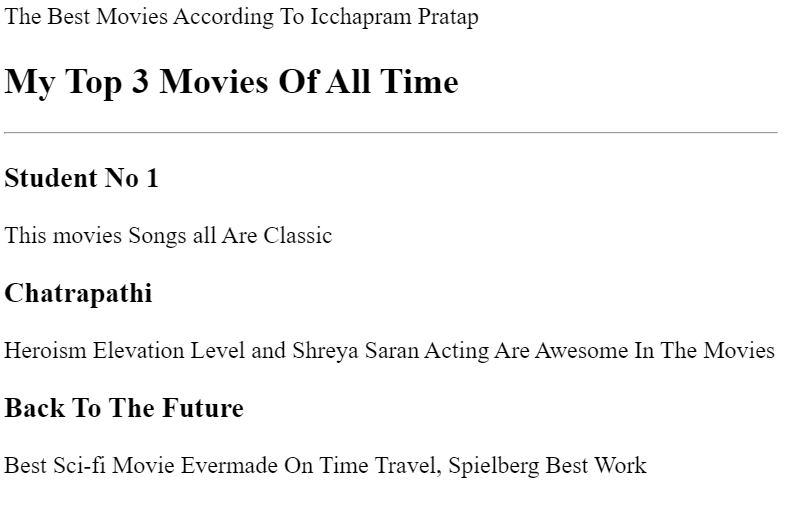 The Best Movies According To Icchapram Pratap
My Top 3 Movies Of All Time
Student No 1
This movies Songs all Are Classic
Chatrapathi
Heroism Elevation Level and Shreya Saran Acting Are Awesome In The Movies
Back To The Future
Best Sci-fi Movie Evermade On Time Travel, Spielberg Best Work